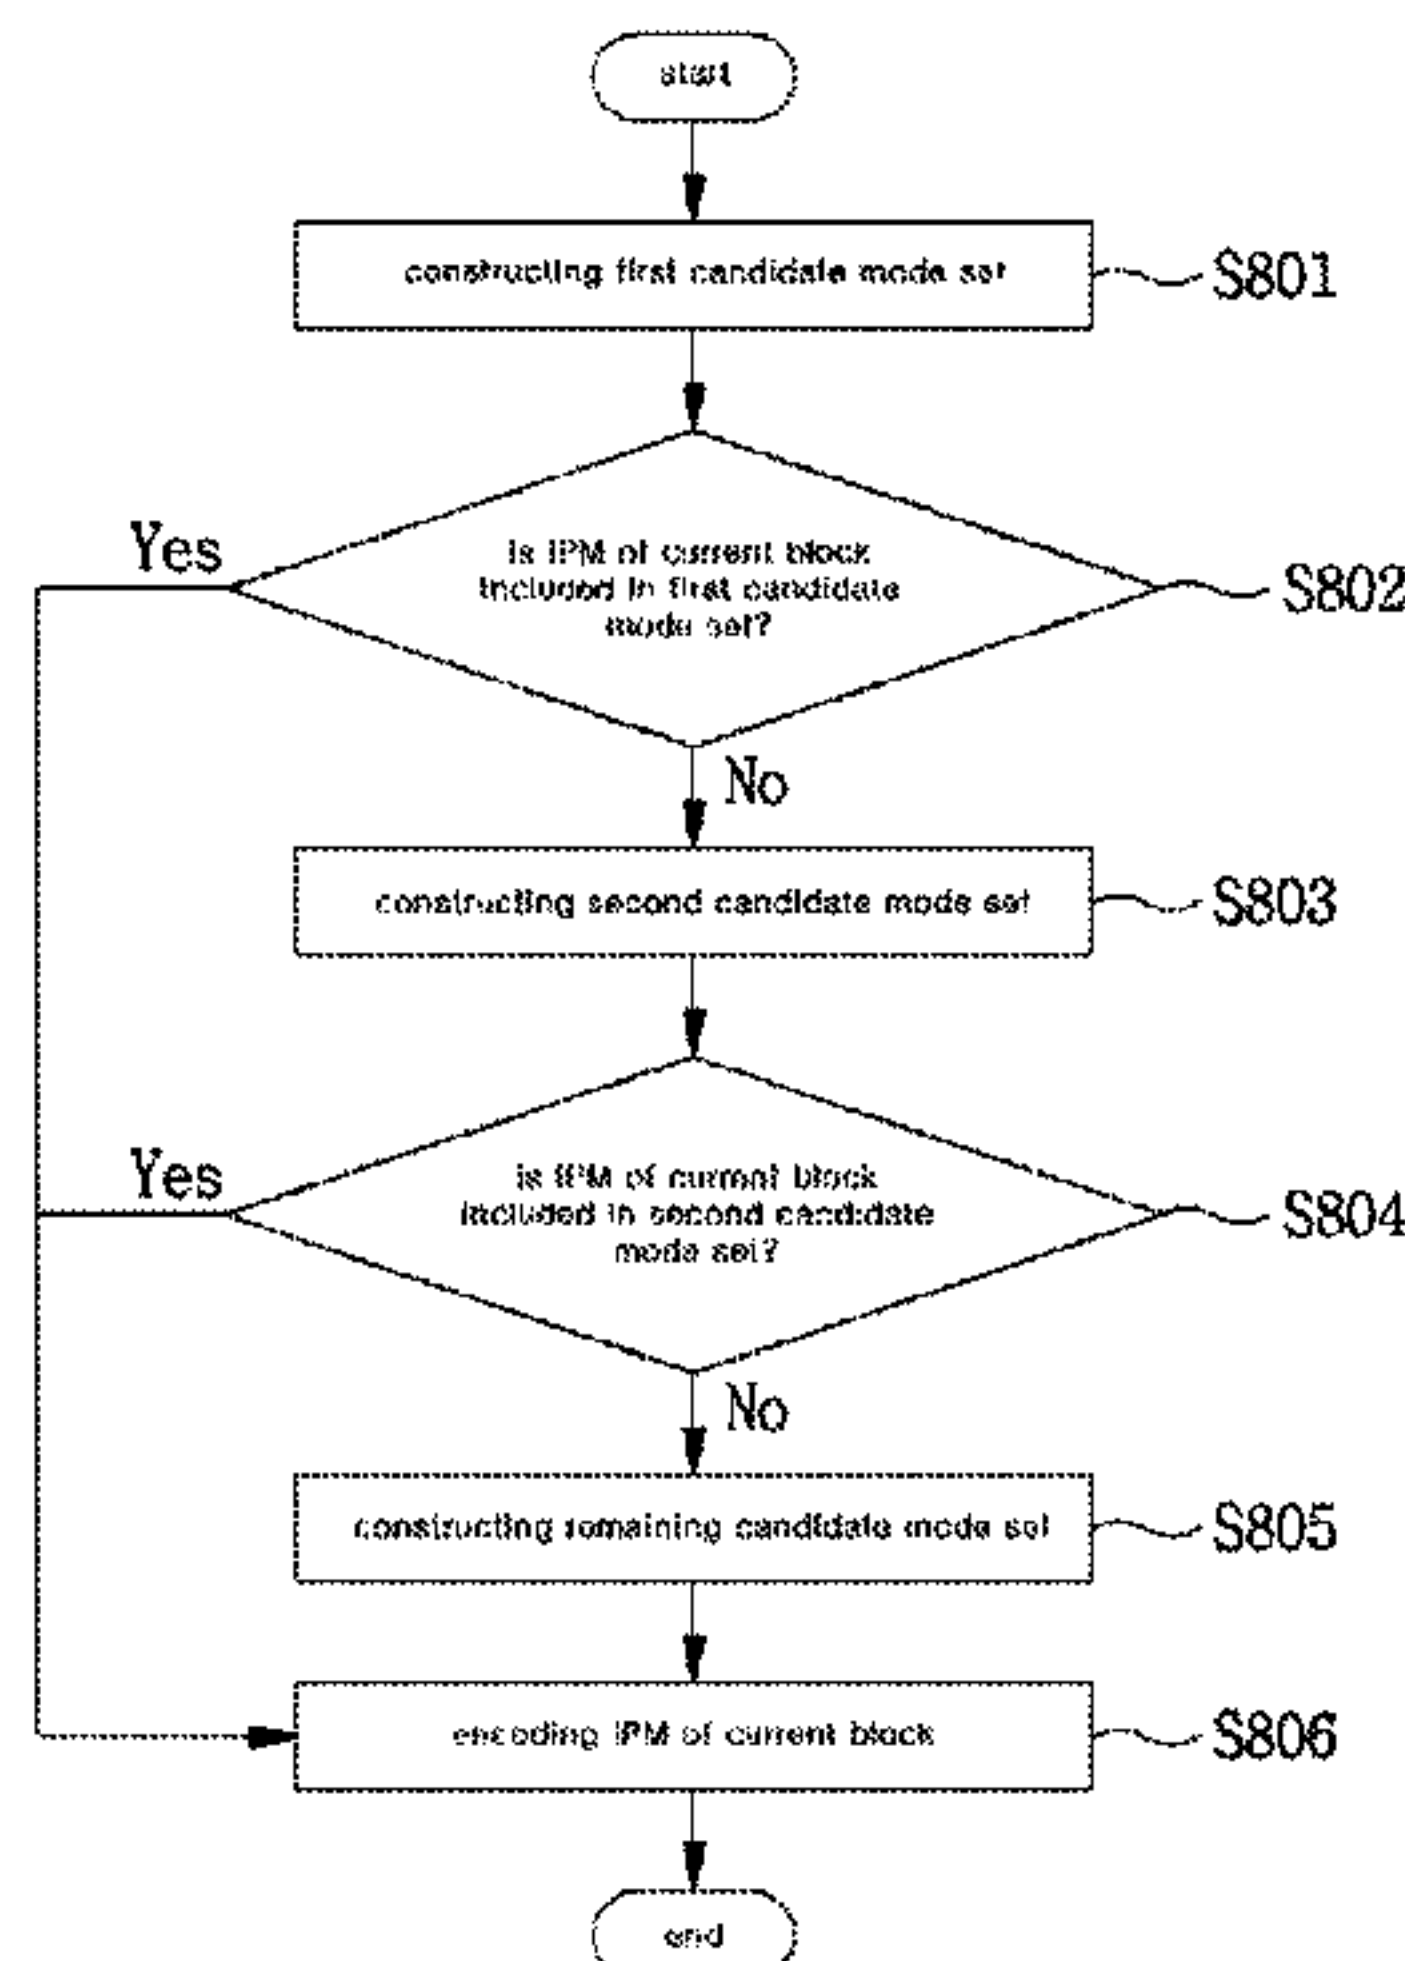 start
constructing first candidate mode set
S801
Yes
is IPM of current block
included in first candidate
mode set?
S802
No
constructing second candidate mode set
S803
Yes
is IPM of current block
included in second candidate
mode set?
S804
No
constructing remaining candidate mode set
S805
encoding IPM of current block
S806
end